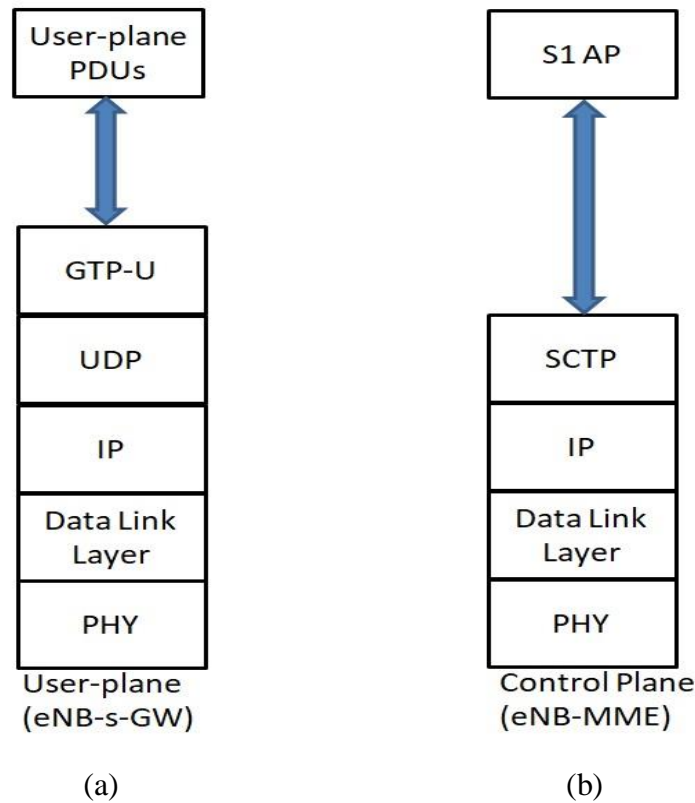 User-plane
PDUs
GTP-U
UDP
IP
Data Link
Layer
PHY
User-plane
(eNB-s-GW)
(a)
S1 AP
SCTP
IP
Data Link
Layer
PHY
Control Plane
(eNB-MME)
(b)